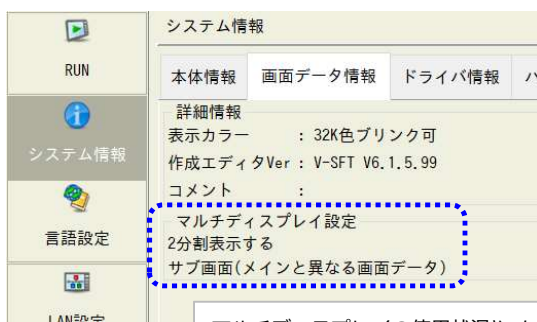 RUN
システム情報
言語設定
LAN設定
システム情報
本体情報 画面データ情報 ドライバ情報
詳細情報
表示カラー : 32K色ブリンク可
作成エディタVer : V-SFT V6.1.5.99
コメント :
マルチディスプレイ設定
2分割表示する
サブ画面(メインと異なる画面データ)